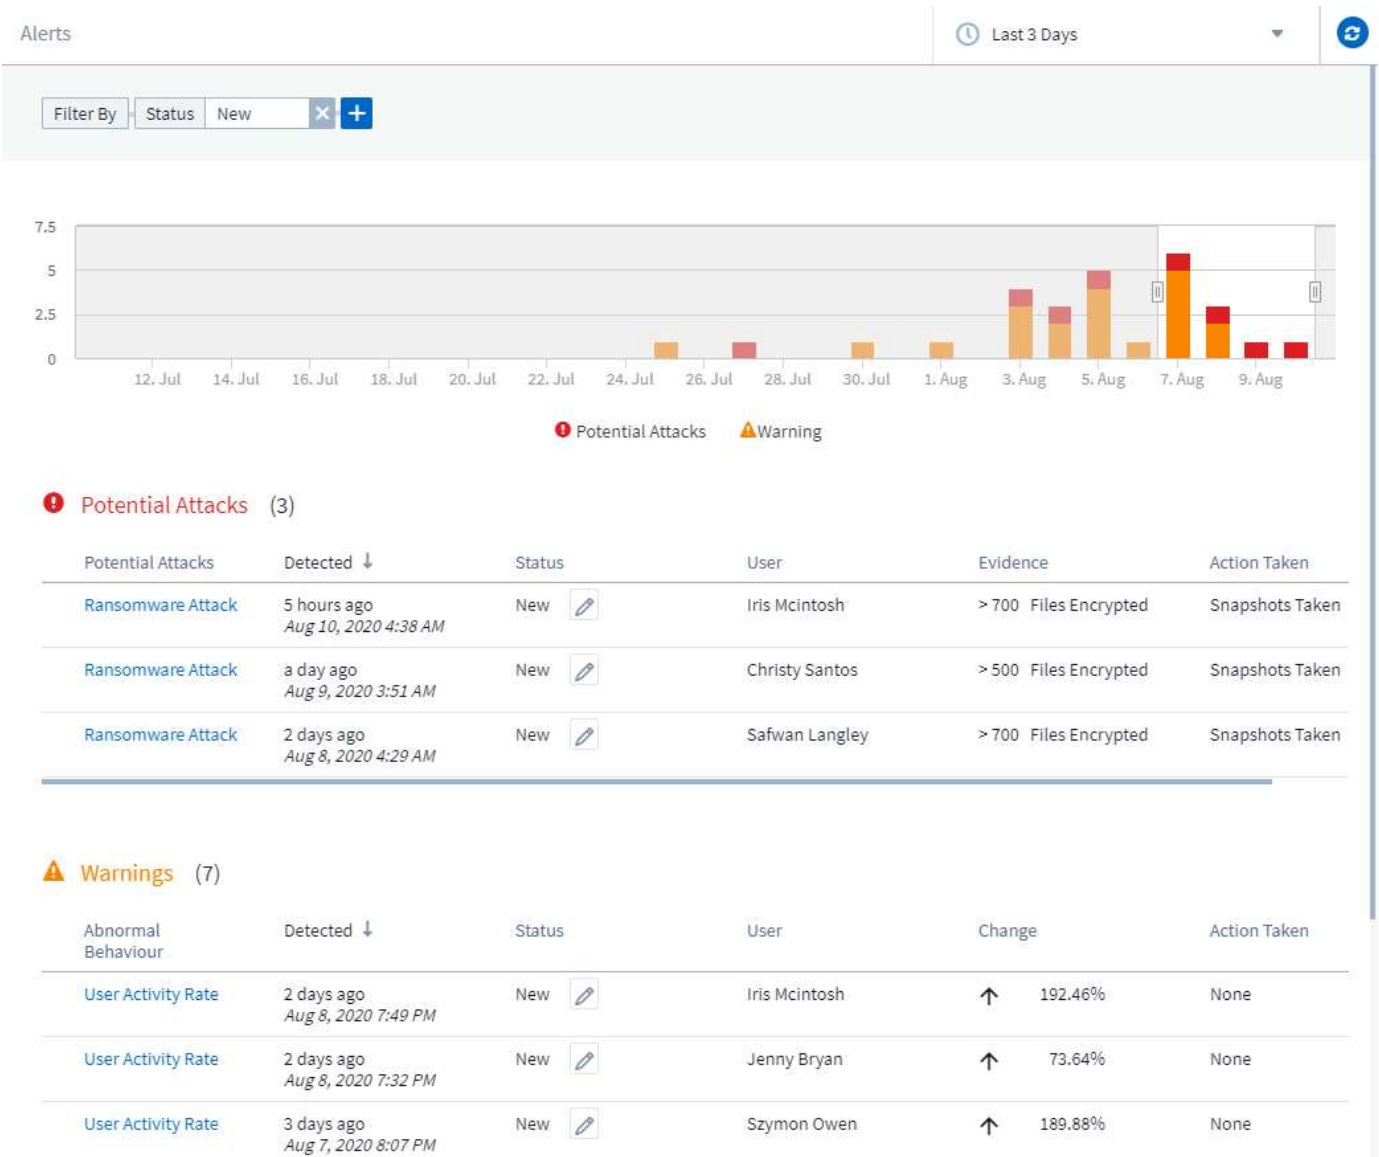 Alerts
Last 3 Days
Filter By Status New
7.5
5
2.5
0
12. Jul 14. Jul 16. Jul 18. Jul 20. Jul 22. Jul 24. Jul 26. Jul 28. Jul 30. Jul 1. Aug 3. Aug 5. Aug 7. Aug 9. Aug
Potential Attacks Warning
Potential Attacks (3)
Potential Attacks Detected ↓ Status User Evidence Action Taken
Ransomware Attack 5 hours ago New Iris Mcintosh > 700 Files Encrypted Snapshots Taken
Aug 10, 2020 4:38 AM
Ransomware Attack a day ago New Christy Santos > 500 Files Encrypted Snapshots Taken
Aug 9, 2020 3:51 AM
Ransomware Attack 2 days ago New Safwan Langley > 700 Files Encrypted Snapshots Taken
Aug 8, 2020 4:29 AM
Warnings (7)
Abnormal Detected ↓ Status User Change Action Taken
Behaviour
User Activity Rate 2 days ago New Iris Mcintosh ↑ 192.46% None
Aug 8, 2020 7:49 PM
User Activity Rate 2 days ago New Jenny Bryan ↑ 73.64% None
Aug 8, 2020 7:32 PM
User Activity Rate 3 days ago New Szymon Owen ↑ 189.88% None
Aug 7, 2020 8:07 PM